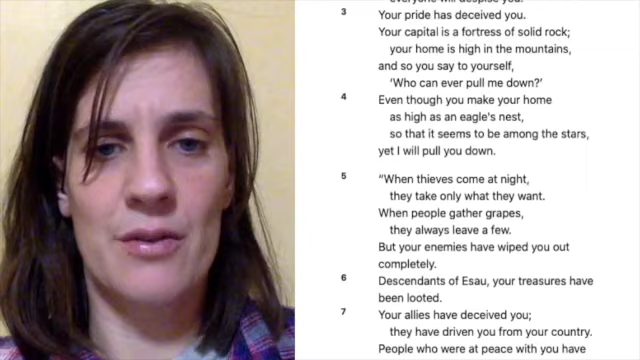 everyone will despise you.
3 Your pride has deceived you.
Your capital is a fortress of solid rock;
your home is high in the mountains,
and so you say to yourself,
‘Who can ever pull me down?’
4 Even though you make your home
as high as an eagle's nest,
so that it seems to be among the stars,
yet I will pull you down.
5 “When thieves come at night,
they take only what they want.
When people gather grapes,
they always leave a few.
But your enemies have wiped you out
completely.
6 Descendants of Esau, your treasures have
been looted.
7 Your allies have deceived you;
they have driven you from your country.
People who were at peace with you have